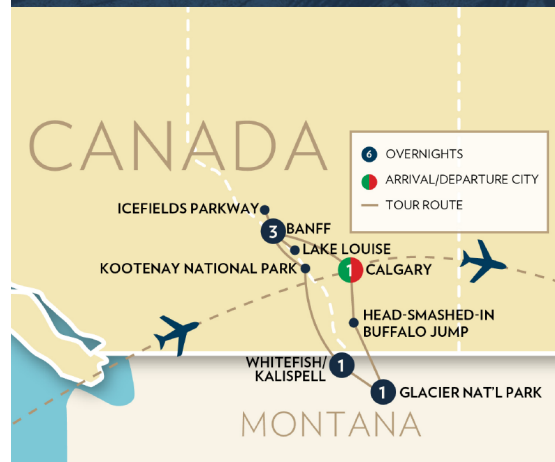 CANADA
6 OVERNIGHTS
ARRIVAL/DEPARTURE CITY
TOUR ROUTE
ICEFIELDS PARKWAY
3 BANFF
LAKE LOUISE
KOOTENAY NATIONAL PARK
1 CALGARY
HEAD-SMASHED-IN
BUFFALO JUMP
WHITEFISH/
KALISPELL
1
1 GLACIER NAT'L PARK
MONTANA